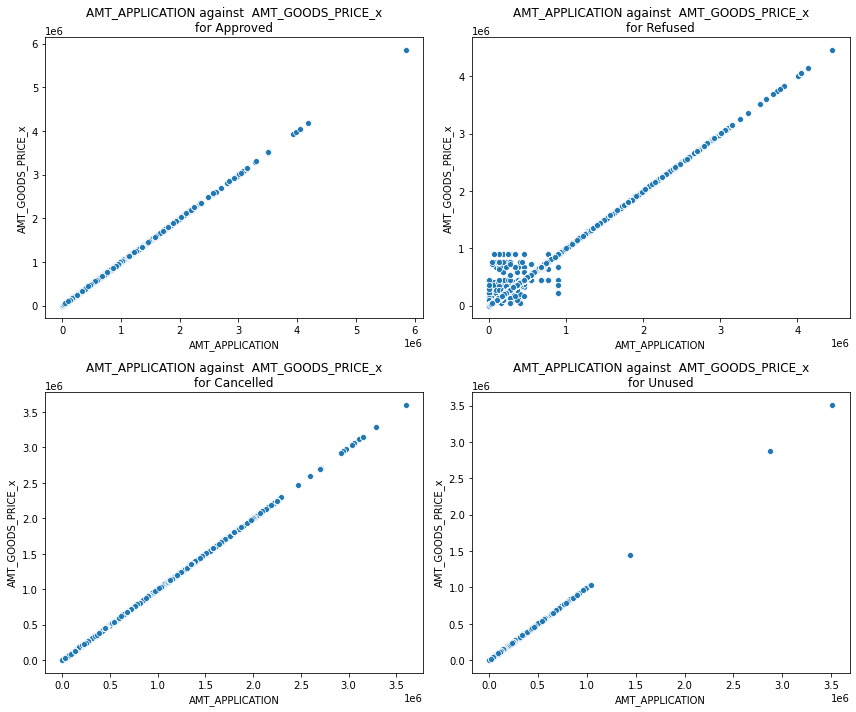 AMT_APPLICATION against  AMT_GOODS_PRICE_x
for Approved
1e6
6
5
4
3
2
1
0
AMT_GOODS_PRICE_x
0
1
2
3
4
5
6
AMT_APPLICATION
1e6
AMT_APPLICATION against  AMT_GOODS_PRICE_x
for Refused
1e6
4
3
2
1
0
AMT_GOODS_PRICE_x
0
1
2
3
4
AMT_APPLICATION
1e6
AMT_APPLICATION against  AMT_GOODS_PRICE_x
for Cancelled
1e6
3.5
3.0
2.5
2.0
1.5
1.0
0.5
0.0
AMT_GOODS_PRICE_x
0.0
0.5
1.0
1.5
2.0
2.5
3.0
3.5
AMT_APPLICATION
1e6
AMT_APPLICATION against  AMT_GOODS_PRICE_x
for Unused
1e6
3.5
3.0
2.5
2.0
1.5
1.0
0.5
0.0
AMT_GOODS_PRICE_x
0.0
0.5
1.0
1.5
2.0
2.5
3.0
3.5
AMT_APPLICATION
1e6